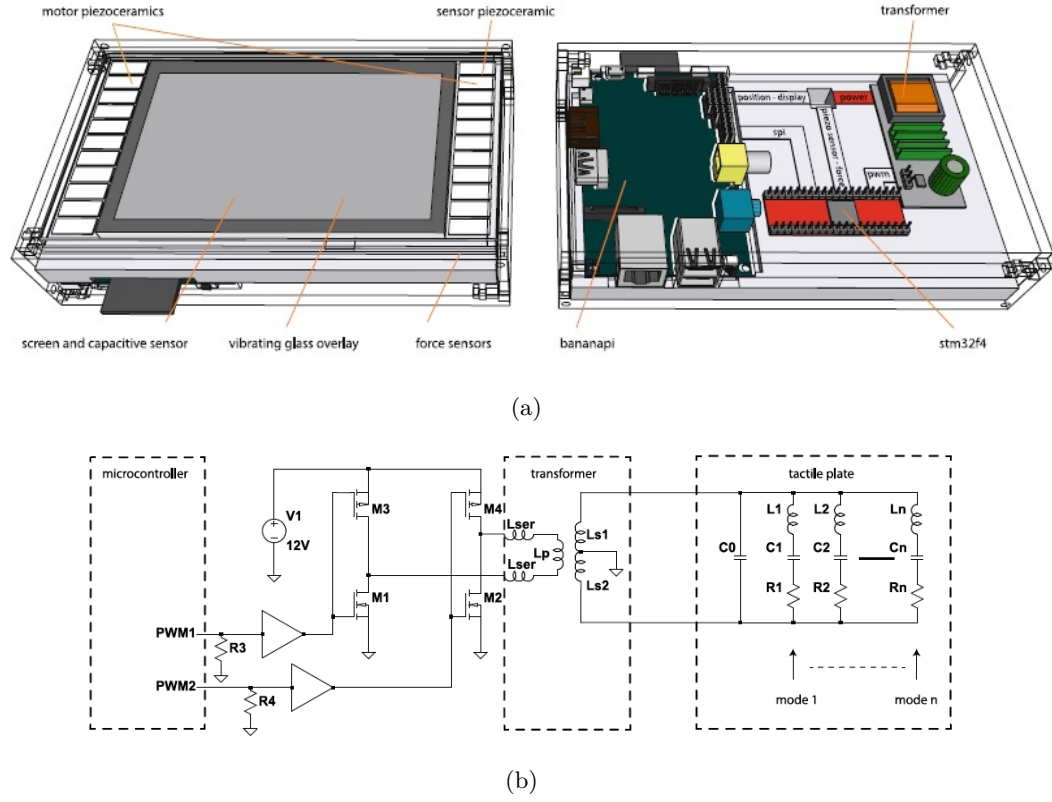 motor piezoceramics
sensor piezoceramic
transformer
position - display
power
spi
piezo sensor - force
pwm
screen and capacitive sensor
vibrating glass overlay
force sensors
bananapi
stm32f4
(a)
microcontroller
transformer
tactile plate
M3
M4
V1
12V
Lser
Lp
Lser
Ls1
Ls2
M1
M2
L1
L2
Ln
C0
C1
C2
Cn
R1
R2
Rn
PWM1
R3
PWM2
R4
mode 1
mode n
(b)